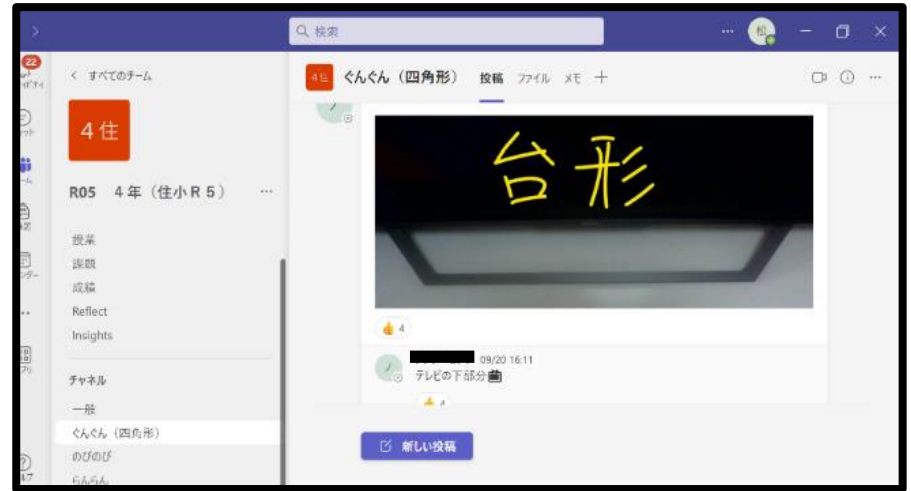 検索
松
22
すべてのチーム
4住
R05 4年（住小R5）
授業
課題
成績
Reflect
Insights
チャネル
一般
ぐんぐん（四角形）
のびのび
らんらん
4住 ぐんぐん（四角形） 投稿 ファイル メモ
台形
4
09/20 16:11
テレビの下部分
4
新しい投稿